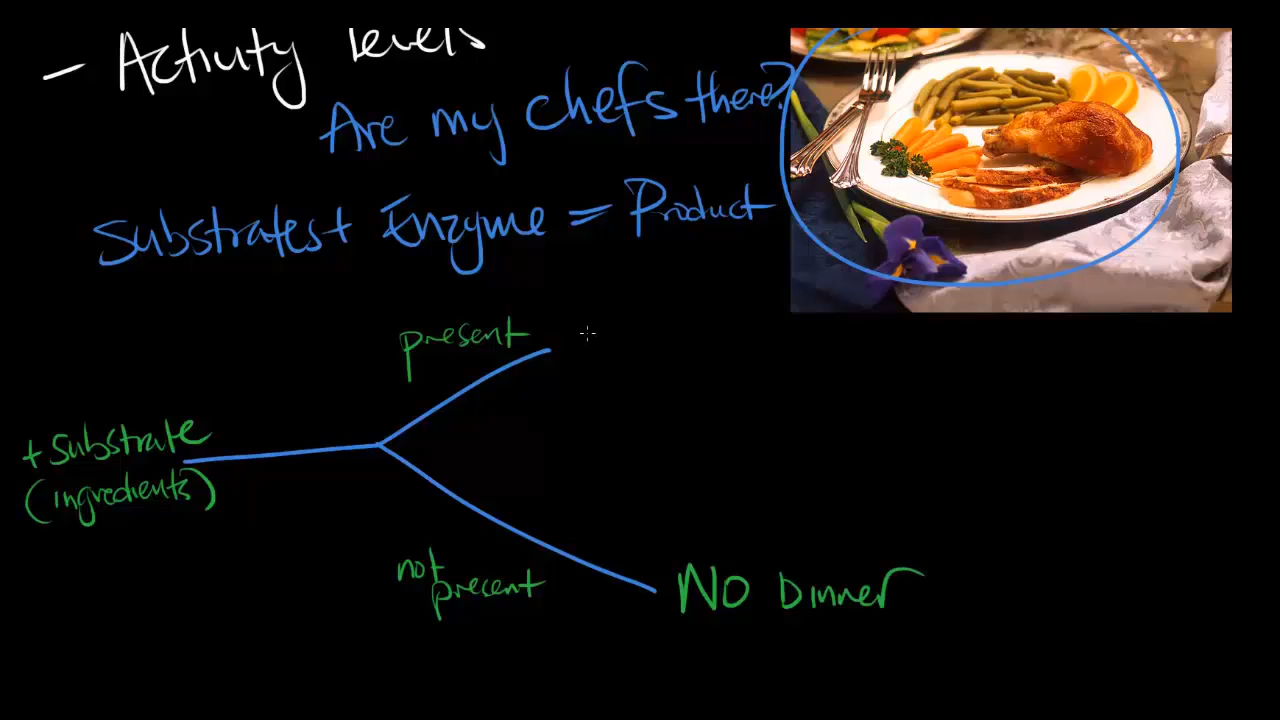 - Activity levels
Are my chefs there?
Substrates + Enzyme = Product
present
+ Substrate
(ingredients)
not
present
NO Dinner